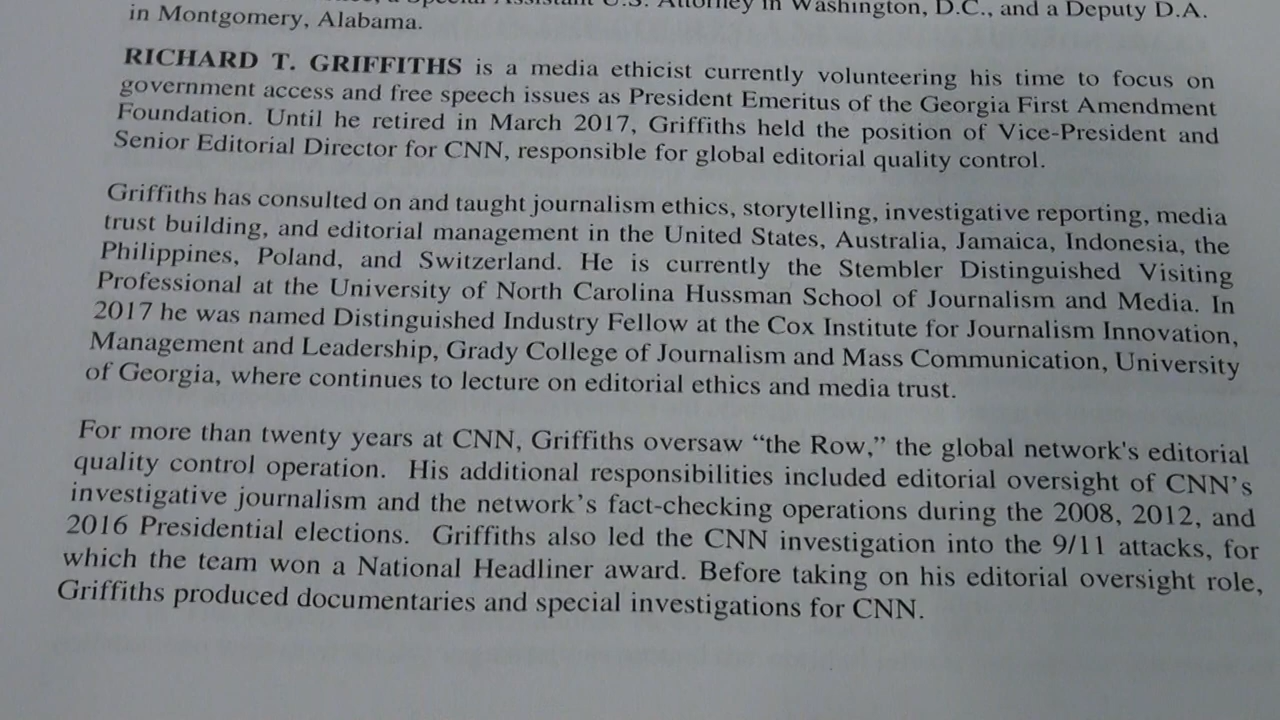 Special Assistant U.S. Attorney in Washington, D.C., and a Deputy D.A.
in Montgomery, Alabama.
RICHARD T. GRIFFITHS is a media ethicist currently volunteering his time to focus on
government access and free speech issues as President Emeritus of the Georgia First Amendment
Foundation. Until he retired in March 2017, Griffiths held the position of Vice-President and
Senior Editorial Director for CNN, responsible for global editorial quality control.
Griffiths has consulted on and taught journalism ethics, storytelling, investigative reporting, media
trust building, and editorial management in the United States, Australia, Jamaica, Indonesia, the
Philippines, Poland, and Switzerland. He is currently the Stembler Distinguished Visiting
Professional at the University of North Carolina Hussman School of Journalism and Media. In
2017 he was named Distinguished Industry Fellow at the Cox Institute for Journalism Innovation,
Management and Leadership, Grady College of Journalism and Mass Communication, University
of Georgia, where continues to lecture on editorial ethics and media trust.
For more than twenty years at CNN, Griffiths oversaw “the Row,” the global network's editorial
quality control operation. His additional responsibilities included editorial oversight of CNN’s
investigative journalism and the network’s fact-checking operations during the 2008, 2012, and
2016 Presidential elections. Griffiths also led the CNN investigation into the 9/11 attacks, for
which the team won a National Headliner award. Before taking on his editorial oversight role,
Griffiths produced documentaries and special investigations for CNN.